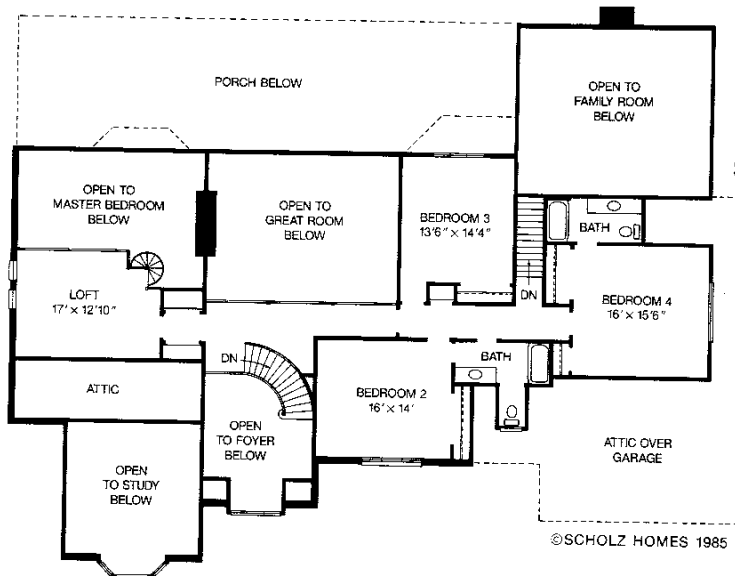 PORCH BELOW
OPEN TO
FAMILY ROOM
BELOW
OPEN TO
MASTER BEDROOM
BELOW
OPEN TO
GREAT ROOM
BELOW
BEDROOM 3
13'6" × 14'4"
BATH
LOFT
17' × 12'10"
DN
BEDROOM 4
16' × 15'6"
DN
BATH
ATTIC
BEDROOM 2
16' × 14'
OPEN
TO FOYER
BELOW
ATTIC OVER
GARAGE
OPEN
TO STUDY
BELOW
©SCHOLZ HOMES 1985